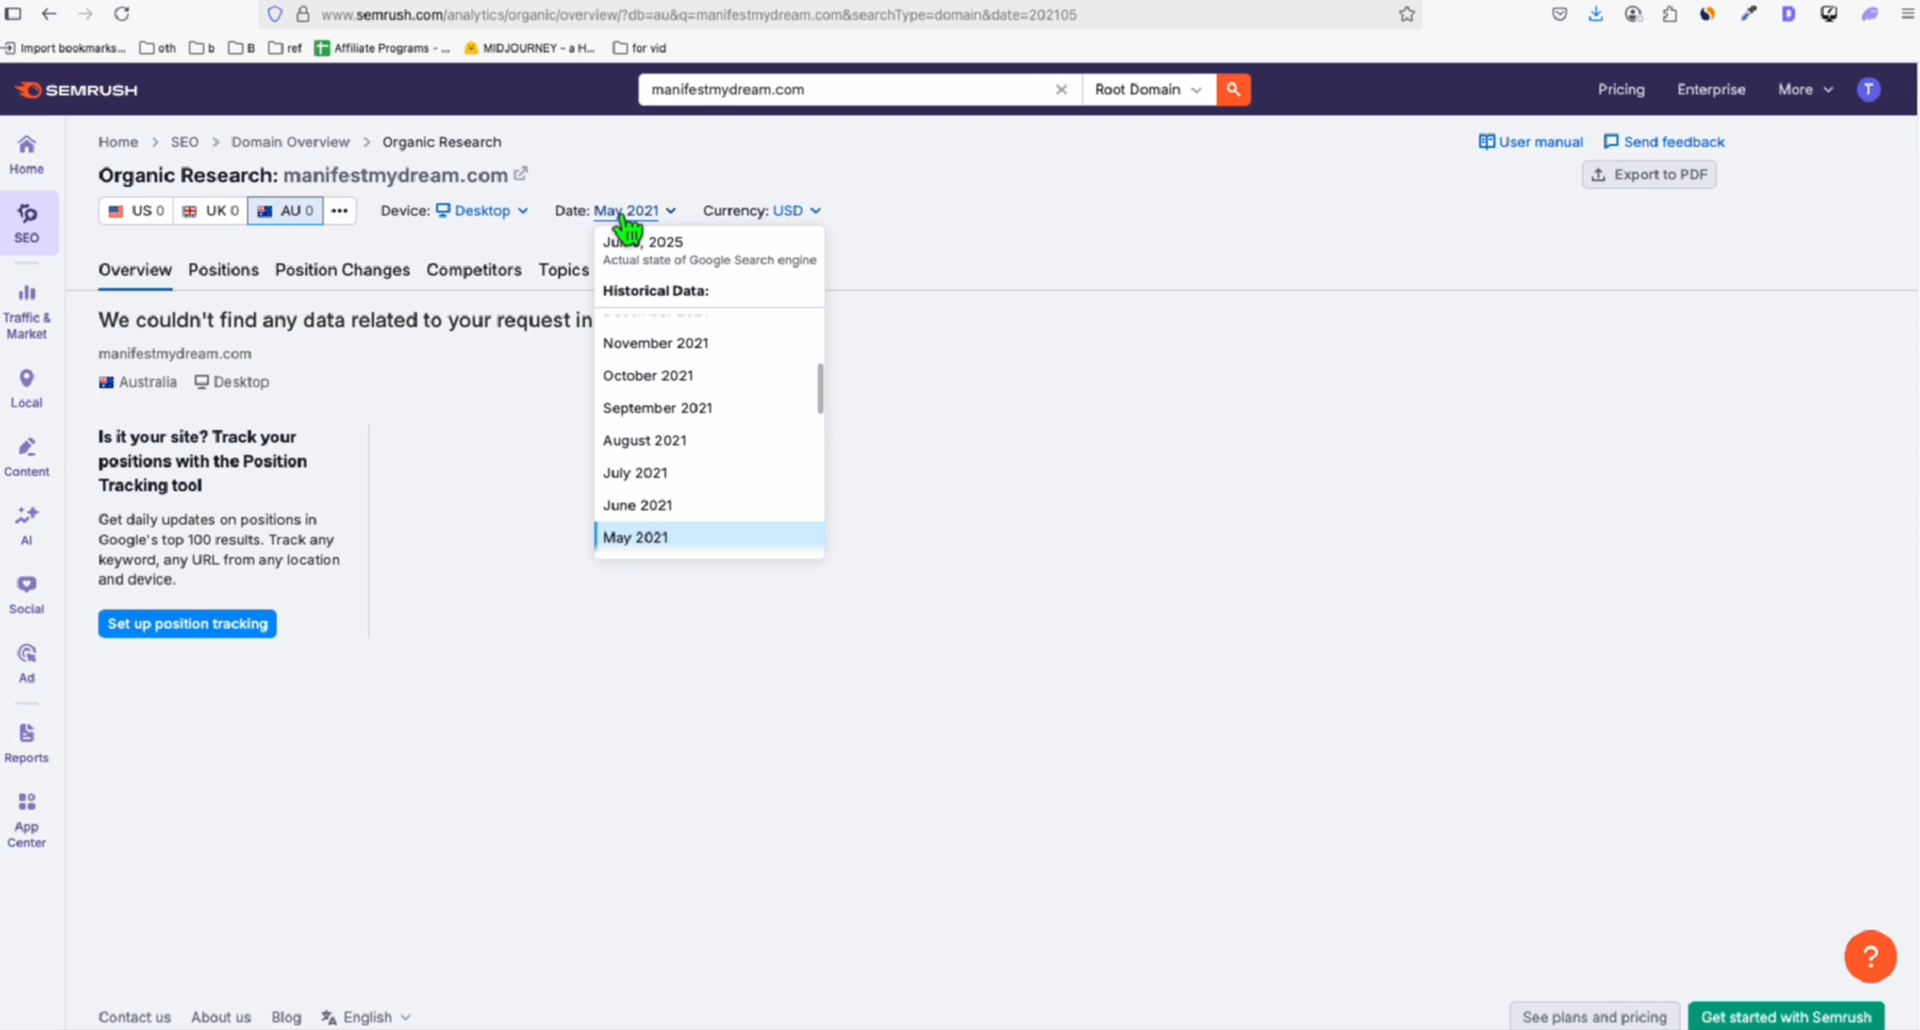 www.semrush.com/analytics/organic/overview/?db=au&q=manifestmydream.com&searchType=domain&date=202105
Import bookmarks... oth b B ref Affiliate Programs - ... MIDJOURNEY - a H... for vid
SEMRUSH manifestmydream.com Root Domain Pricing Enterprise More T
Home > SEO > Domain Overview > Organic Research User manual Send feedback
Organic Research: manifestmydream.com Export to PDF
US 0 UK 0 AU 0 ... Device: Desktop Date: May 2021 Currency: USD
Overview Positions Position Changes Competitors Topics
2025
Actual state of Google Search engine
Historical Data:
November 2021
October 2021
September 2021
August 2021
July 2021
June 2021
May 2021
We couldn't find any data related to your request in
manifestmydream.com
Australia Desktop
Is it your site? Track your
positions with the Position
Tracking tool
Get daily updates on positions in
Google's top 100 results. Track any
keyword, any URL from any location
and device.
Set up position tracking
Home
SEO
Traffic &
Market
Local
Content
AI
Social
Ad
Reports
App
Center
?
Contact us About us Blog English See plans and pricing Get started with Semrush